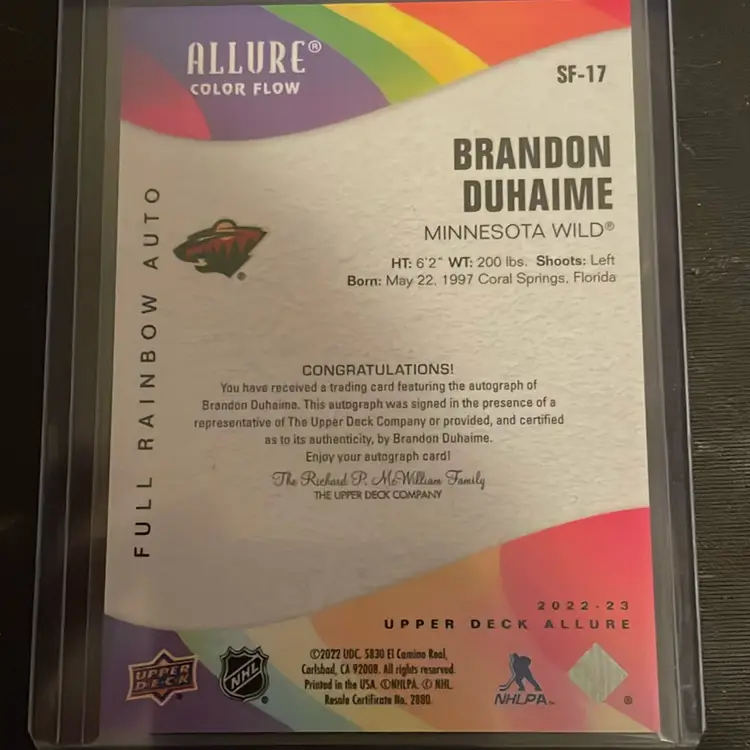 ALLURE®
COLOR FLOW
SF-17
BRANDON
DUHAIME
MINNESOTA WILD®
HT: 6'2" WT: 200 lbs. Shoots: Left
Born: May 22, 1997 Coral Springs, Florida
FULL RAINBOW AUTO
®
CONGRATULATIONS!
You have received a trading card featuring the autograph of
Brandon Duhaime. This autograph was signed in the presence of a
representative of The Upper Deck Company or provided, and certified
as to its authenticity, by Brandon Duhaime.
Enjoy your autograph card!
The Richard P. McWilliam Family
THE UPPER DECK COMPANY
2022-23
UPPER DECK ALLURE
UPPER
DECK
NHL
®
©2022 UDC. 5830 El Camino Real,
Carlsbad, CA 92008. All rights reserved.
Printed in the USA. ©NHLPA. © NHL.
Resale Certificate No. 2880.
NHLPA™
®